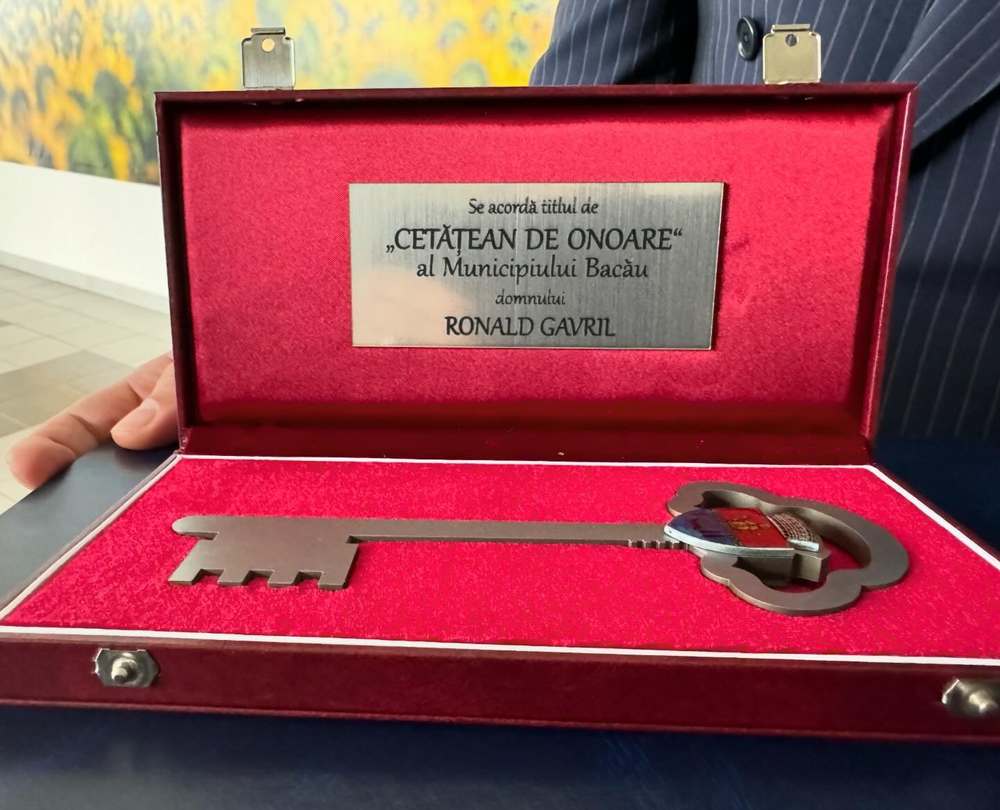 Se acordă titlul de
„CETĂȚEAN DE ONOARE“
al Municipiului Bacău
domnului
RONALD GAVRIL